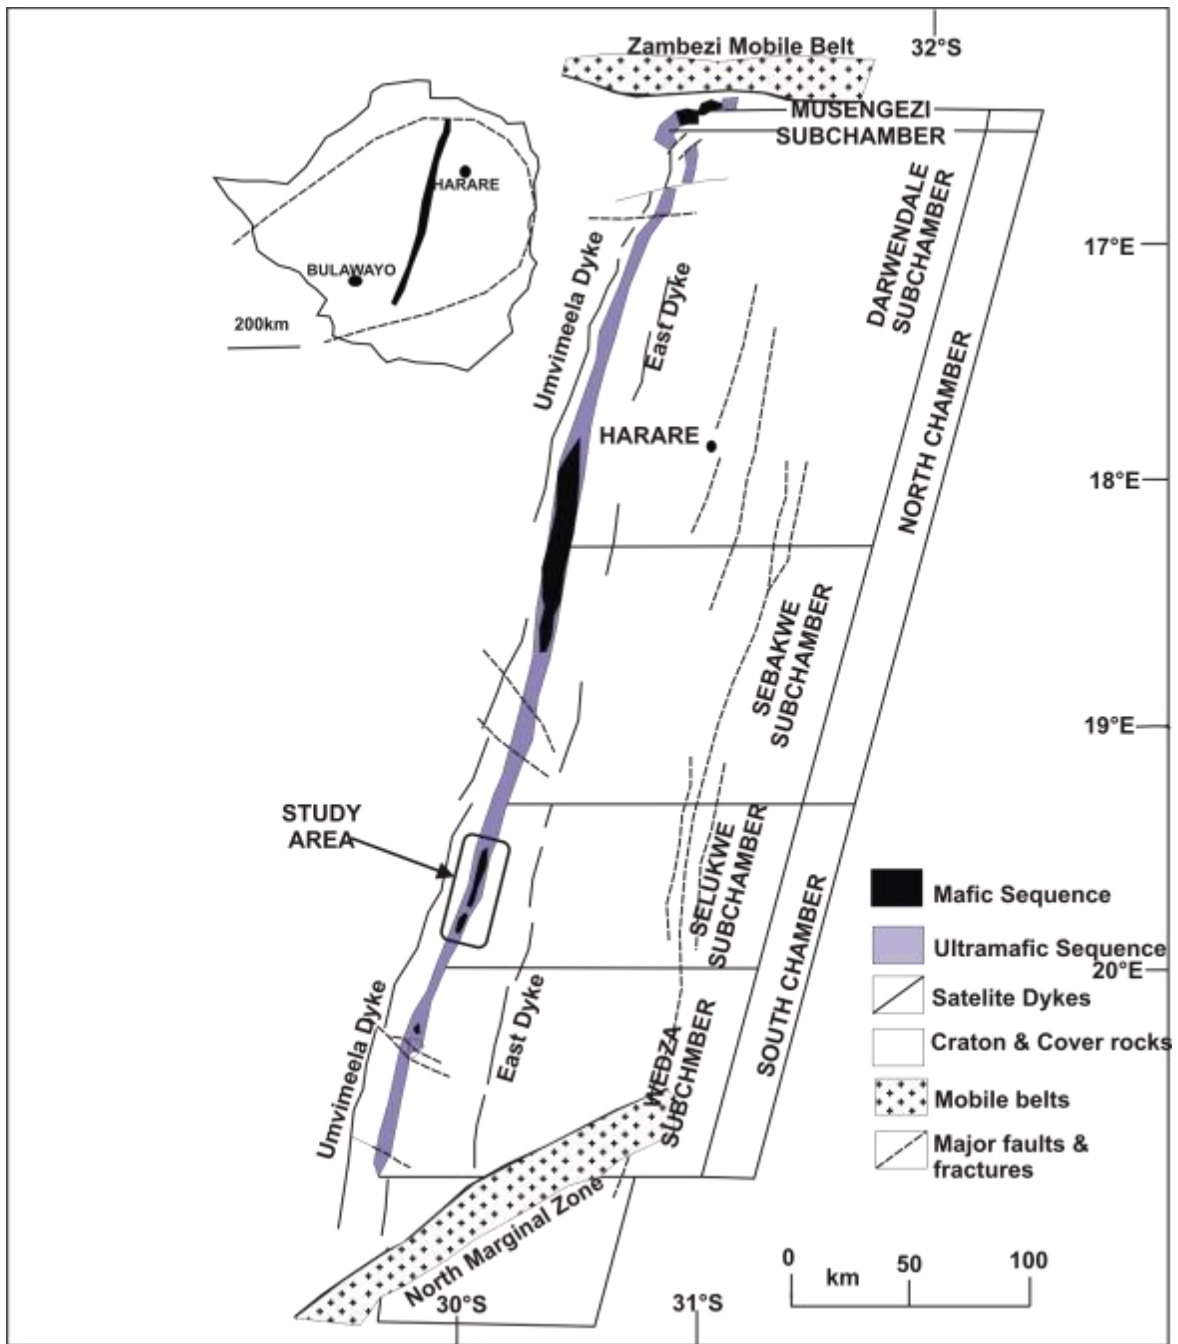 Zambezi Mobile Belt
32°S
MUSENGEZI
SUBCHAMBER
HARARE
BULAWAYO
200km
DARWENDALE
SUBCHAMBER
17°E
Umvimeela Dyke
East Dyke
NORTH CHAMBER
HARARE
18°E
SEBAKWE
SUBCHAMBER
19°E
STUDY
AREA
SELUKWE
SUBCHAMBER
SOUTH CHAMBER
Mafic Sequence
Ultramafic Sequence
20°E
Satelite Dykes
Craton & Cover rocks
Mobile belts
Major faults &
fractures
Umvimeela Dyke
East Dyke
WEDZA
SUBCHMBER
North Marginal Zone
0
50
100
km
30°S
31°S